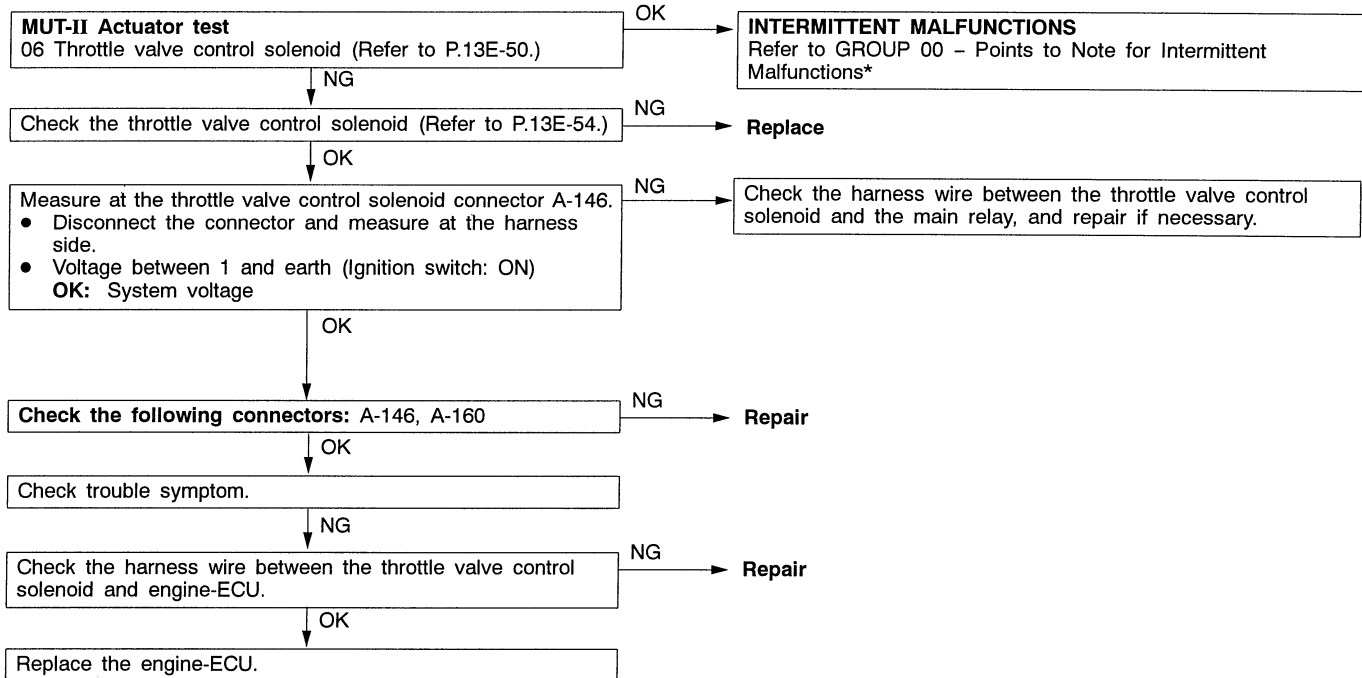 MUT-II Actuator test
06 Throttle valve control solenoid (Refer to P.13E-50.)
OK
INTERMITTENT MALFUNCTIONS
Refer to GROUP 00 – Points to Note for Intermittent
Malfunctions*
NG
Check the throttle valve control solenoid (Refer to P.13E-54.)
NG
Replace
OK
Measure at the throttle valve control solenoid connector A-146.
● Disconnect the connector and measure at the harness
side.
● Voltage between 1 and earth (Ignition switch: ON)
OK: System voltage
NG
Check the harness wire between the throttle valve control
solenoid and the main relay, and repair if necessary.
OK
Check the following connectors: A-146, A-160
NG
Repair
OK
Check trouble symptom.
NG
Check the harness wire between the throttle valve control
solenoid and engine-ECU.
NG
Repair
OK
Replace the engine-ECU.